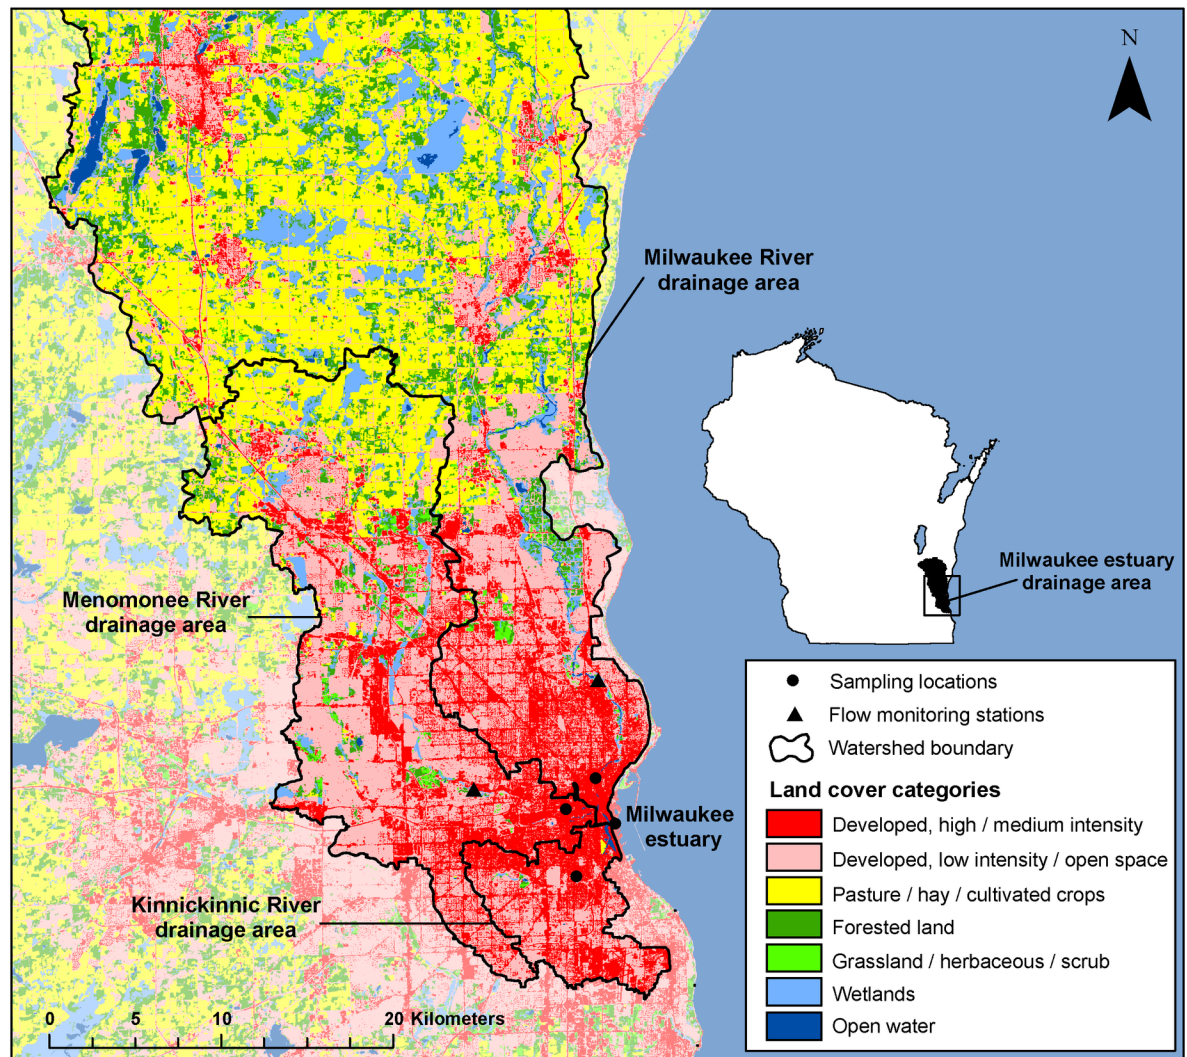 N
Milwaukee River
drainage area
Milwaukee estuary
drainage area
Menomonee River
drainage area
Milwaukee
estuary
Kinnickinnic River
drainage area
0 5 10 20 Kilometers
Sampling locations
Flow monitoring stations
Watershed boundary
Land cover categories
Developed, high / medium intensity
Developed, low intensity / open space
Pasture / hay / cultivated crops
Forested land
Grassland / herbaceous / scrub
Wetlands
Open water